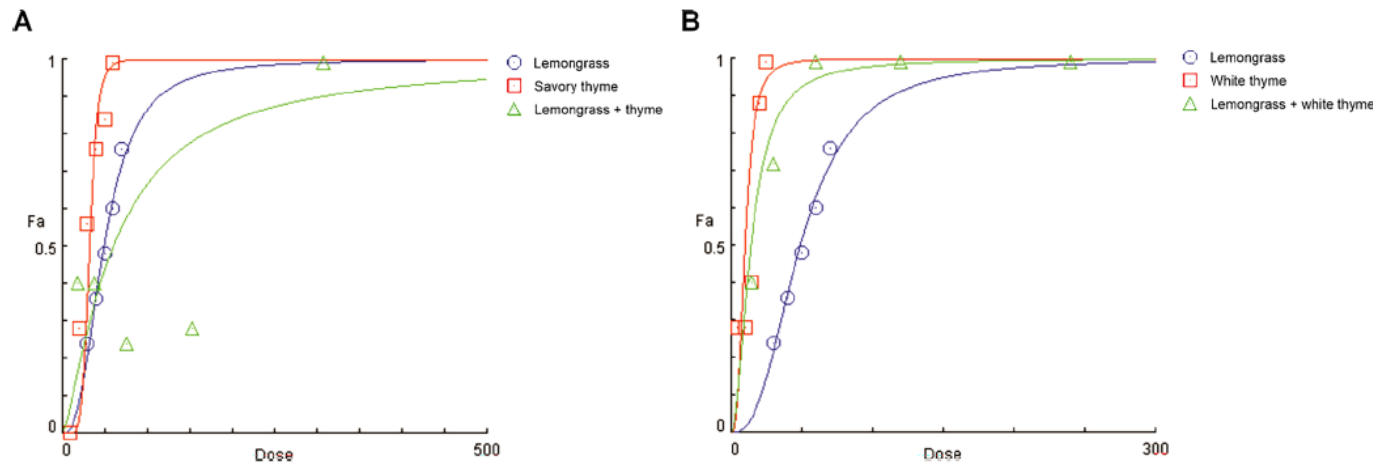 A
1
Fa
0.5
0
0
Dose
500
Lemongrass
Savory thyme
Lemongrass + thyme
B
1
Fa
0.5
0
0
Dose
300
Lemongrass
White thyme
Lemongrass + white thyme